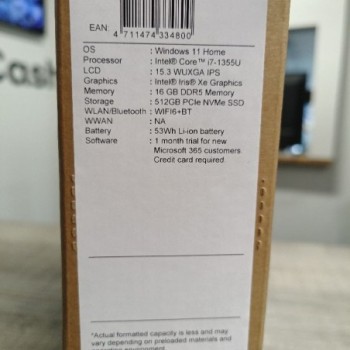 Cash
EAN:
4 711474 334800
OS : Windows 11 Home
Processor : Intel® Core™ i7-1355U
LCD : 15.3 WUXGA IPS
Graphics : Intel® Iris® Xe Graphics
Memory : 16 GB DDR5 Memory
Storage : 512GB PCIe NVMe SSD
WLAN/Bluetooth : WIFI6+BT
WWAN : NA
Battery : 53Wh Li-ion battery
Software : 1 month trial for new
Microsoft 365 customers.
Credit card required.
*Actual formatted capacity is less and may
vary depending on preloaded materials and